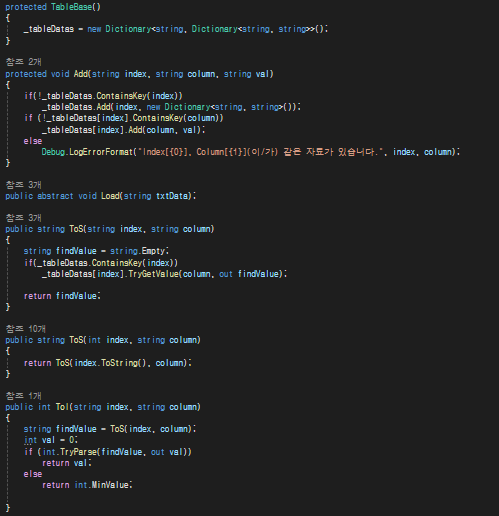 protected TableBase()
{
_tableDatas = new Dictionary<string, Dictionary<string, string>>();
}
참조 2개
protected void Add(string index, string column, string val)
{
if(!_tableDatas.ContainsKey(index))
_tableDatas.Add(index, new Dictionary<string, string>());
if (!_tableDatas[index].ContainsKey(column))
_tableDatas[index].Add(column, val);
else
Debug.LogErrorFormat("Index[{0}], Column[{1}](이/가) 같은 자료가 있습니다.", index, column);
}
참조 3개
public abstract void Load(string txtData);
참조 3개
public string ToS(string index, string column)
{
string findValue = string.Empty;
if(_tableDatas.ContainsKey(index))
_tableDatas[index].TryGetValue(column, out findValue);
return findValue;
}
참조 10개
public string ToS(int index, string column)
{
return ToS(index.ToString(), column);
}
참조 1개
public int ToI(string index, string column)
{
string findValue = ToS(index, column);
int val = 0;
if (int.TryParse(findValue, out val))
return val;
else
return int.MinValue;
}